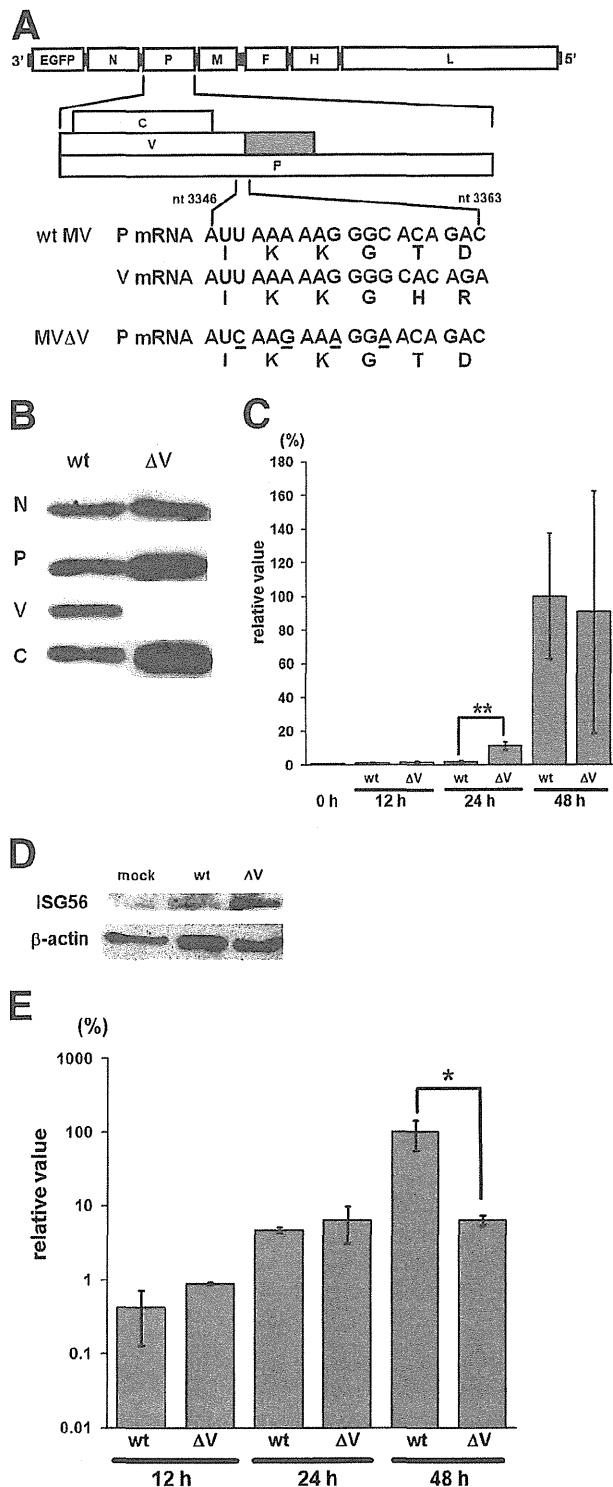 A
3' EGFP N P M F H L 5'
C
V
P
nt 3346 nt 3363
wt MV P mRNA AUU AAA AAG GGC ACA GAC
I K K G T D
V mRNA AUU AAA AAG GGG CAC AGA
I K K G H R
MVΔV P mRNA AUC AAG AAA GGA ACA GAC
I K K G T D
B
wt ΔV
N
P
V
C
C
(%)
relative value
180
160
140
120
100
80
60
40
20
0
**
wt ΔV wt ΔV wt ΔV
0 h 12 h 24 h 48 h
D
mock wt ΔV
ISG56
β-actin
E
(%)
relative value
1000
100
10
1
0.1
0.01
*
wt ΔV wt ΔV wt ΔV
12 h 24 h 48 h